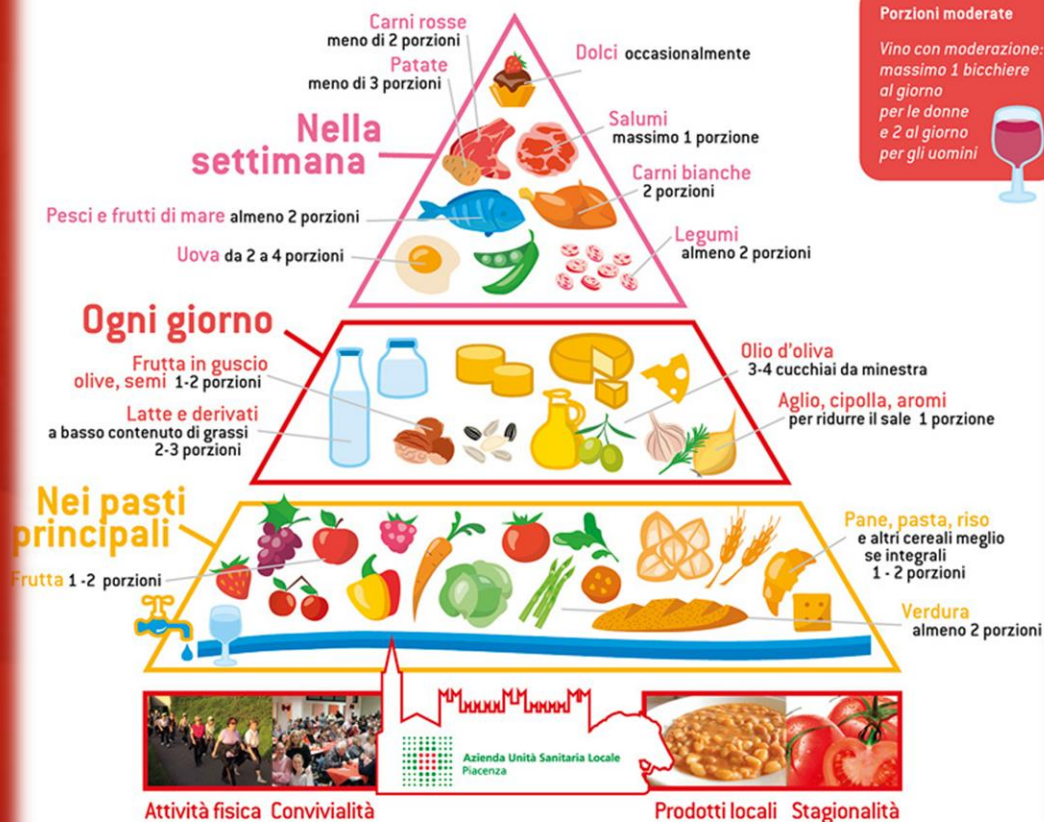 Porzioni moderate
Vino con moderazione:
massimo 1 bicchiere
al giorno
per le donne
e 2 al giorno
per gli uomini
Carni rosse
meno di 2 porzioni
Patate
meno di 3 porzioni
Dolci occasionalmente
Nella
settimana
Salumi
massimo 1 porzione
Carni bianche
2 porzioni
Pesci e frutti di mare almeno 2 porzioni
Legumi
almeno 2 porzioni
Uova da 2 a 4 porzioni
Ogni giorno
Frutta in guscio
olive, semi 1-2 porzioni
Olio d'oliva
3-4 cucchiai da minestra
Latte e derivati
a basso contenuto di grassi
2-3 porzioni
Aglio, cipolla, aromi
per ridurre il sale 1 porzione
Nei pasti
principali
Pane, pasta, riso
e altri cereali meglio
se integrali
1 - 2 porzioni
Frutta 1 -2 porzioni
Verdura
almeno 2 porzioni
Azienda Unità Sanitaria Locale
Piacenza
Attività fisica Convivialità
Prodotti locali Stagionalità